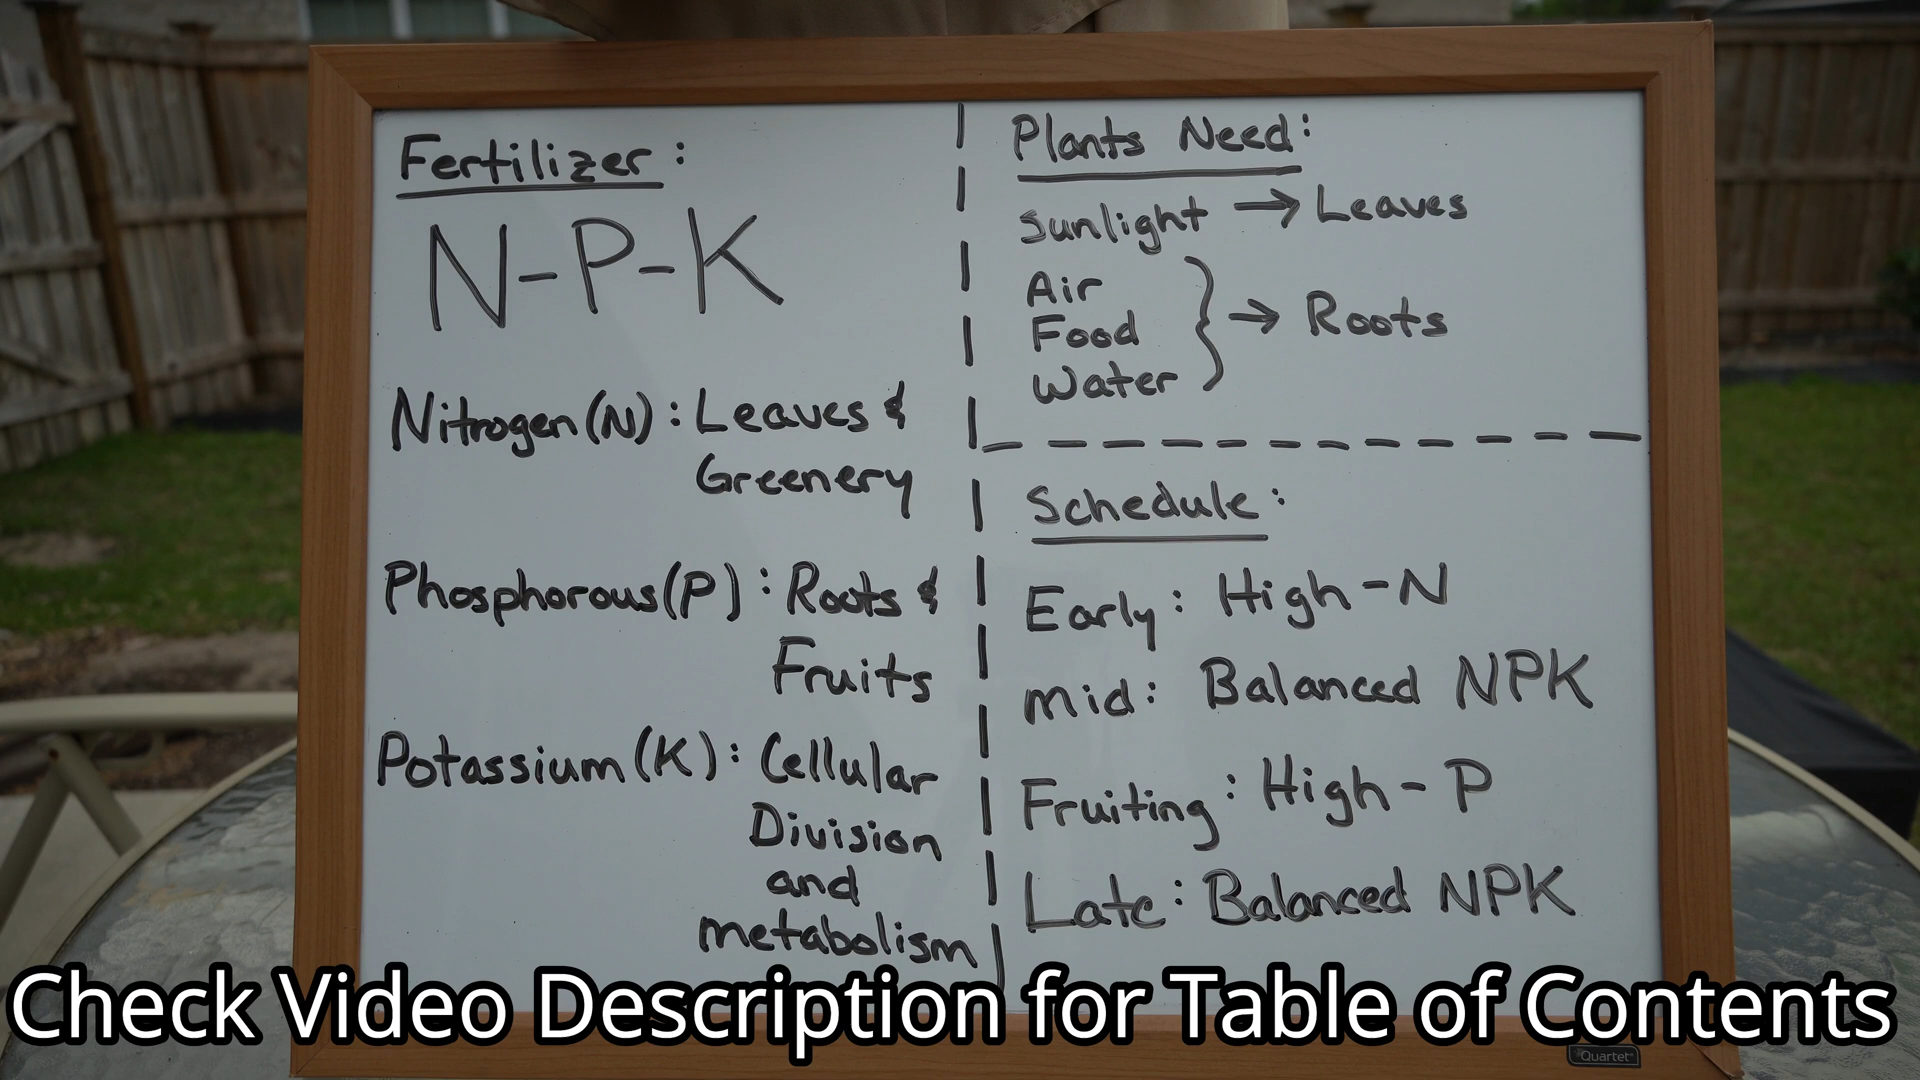 Fertilizer:
N-P-K
Nitrogen(N): Leaves &
Greenery
Phosphorous(P): Roots &
Fruits
Potassium(K): Cellular
Division
and
metabolism
Plants Need:
Sunlight → Leaves
Air
Food
Water
} → Roots
Schedule:
Early: High-N
Mid: Balanced NPK
Fruiting: High-P
Late: Balanced NPK
Check Video Description for Table of Contents
Quartet